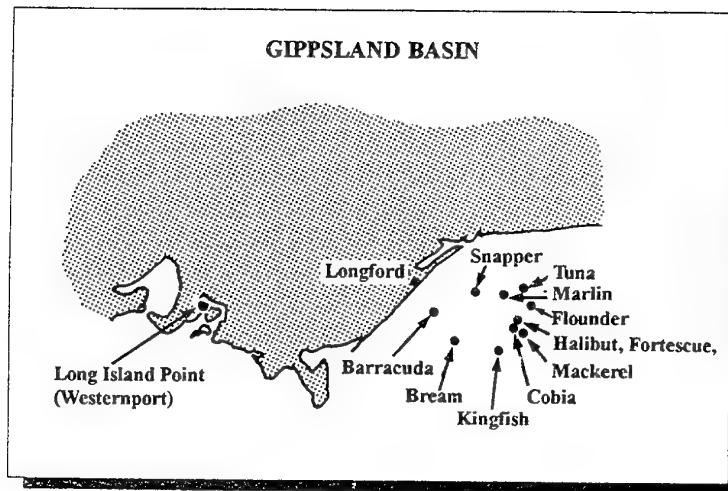 GIPPSLAND BASIN
Snapper
Longford
Tuna
Marlin
Flounder
Halibut, Fortescue,
Mackerel
Barracuda
Long Island Point
(Westernport)
Bream
Cobia
Kingfish